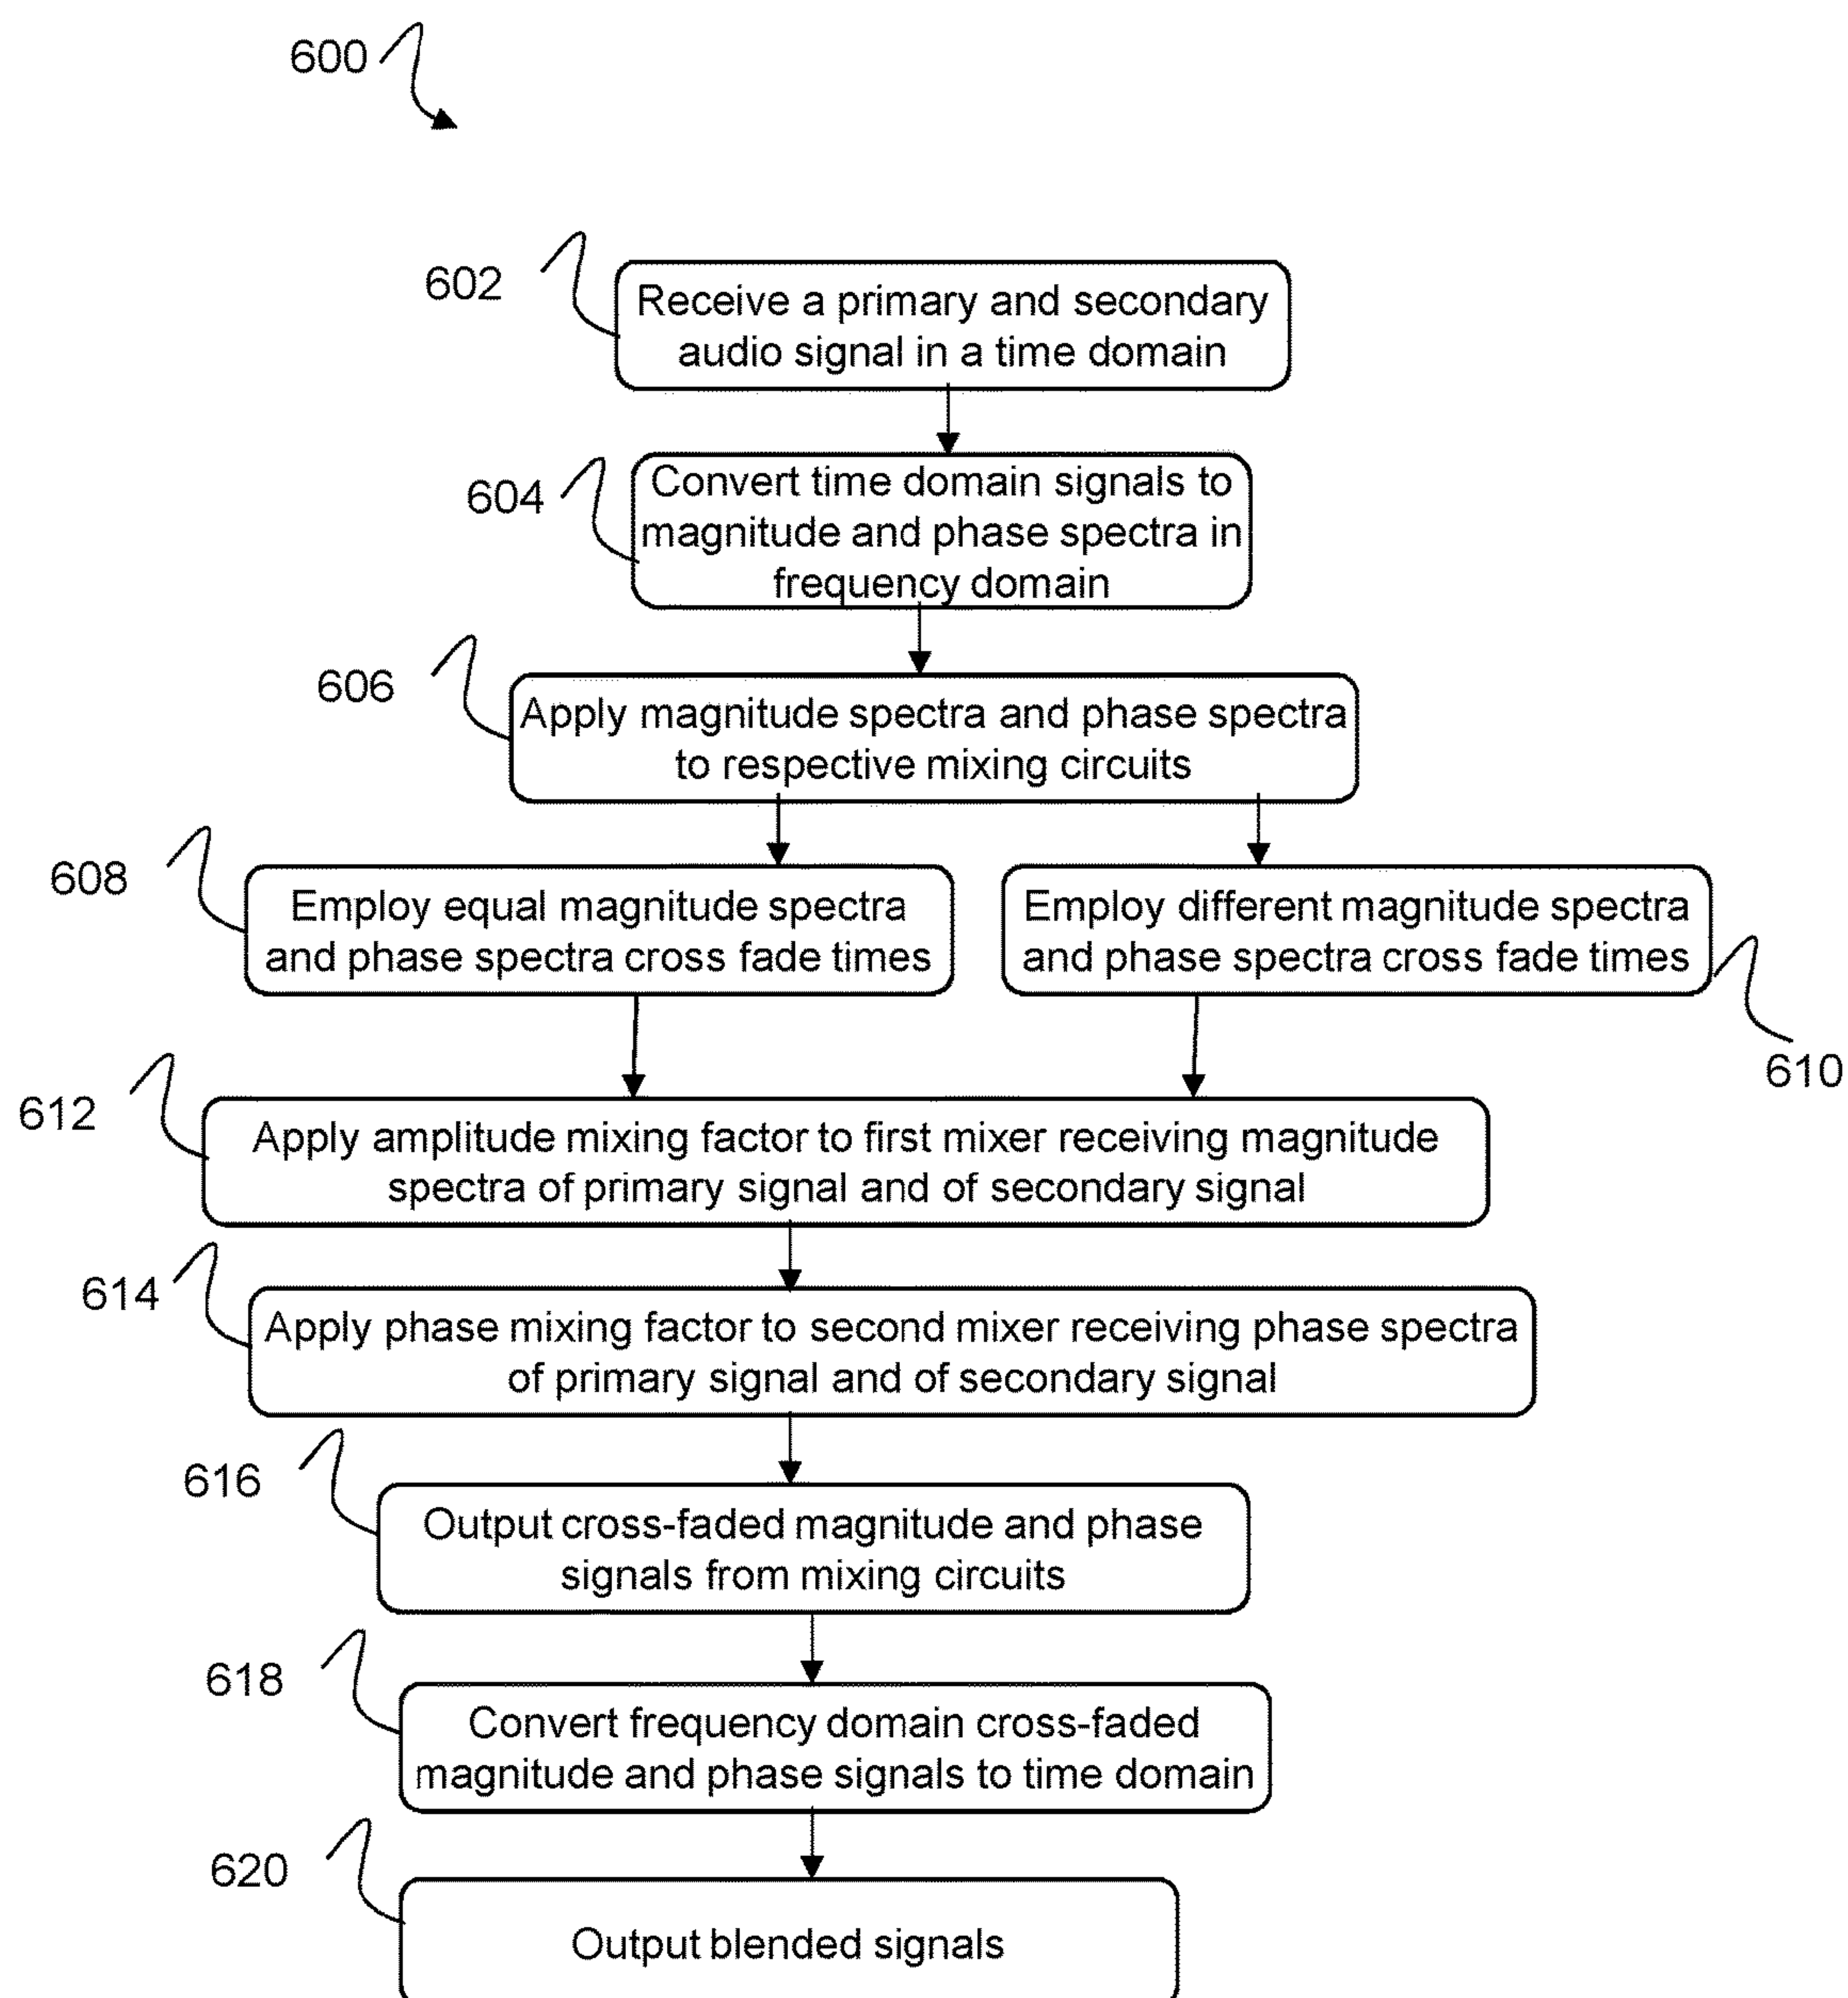 600
602
Receive a primary and secondary
audio signal in a time domain
604
Convert time domain signals to
magnitude and phase spectra in
frequency domain
606
Apply magnitude spectra and phase spectra
to respective mixing circuits
608
Employ equal magnitude spectra
and phase spectra cross fade times
Employ different magnitude spectra
and phase spectra cross fade times
610
612
Apply amplitude mixing factor to first mixer receiving magnitude
spectra of primary signal and of secondary signal
614
Apply phase mixing factor to second mixer receiving phase spectra
of primary signal and of secondary signal
616
Output cross-faded magnitude and phase
signals from mixing circuits
618
Convert frequency domain cross-faded
magnitude and phase signals to time domain
620
Output blended signals